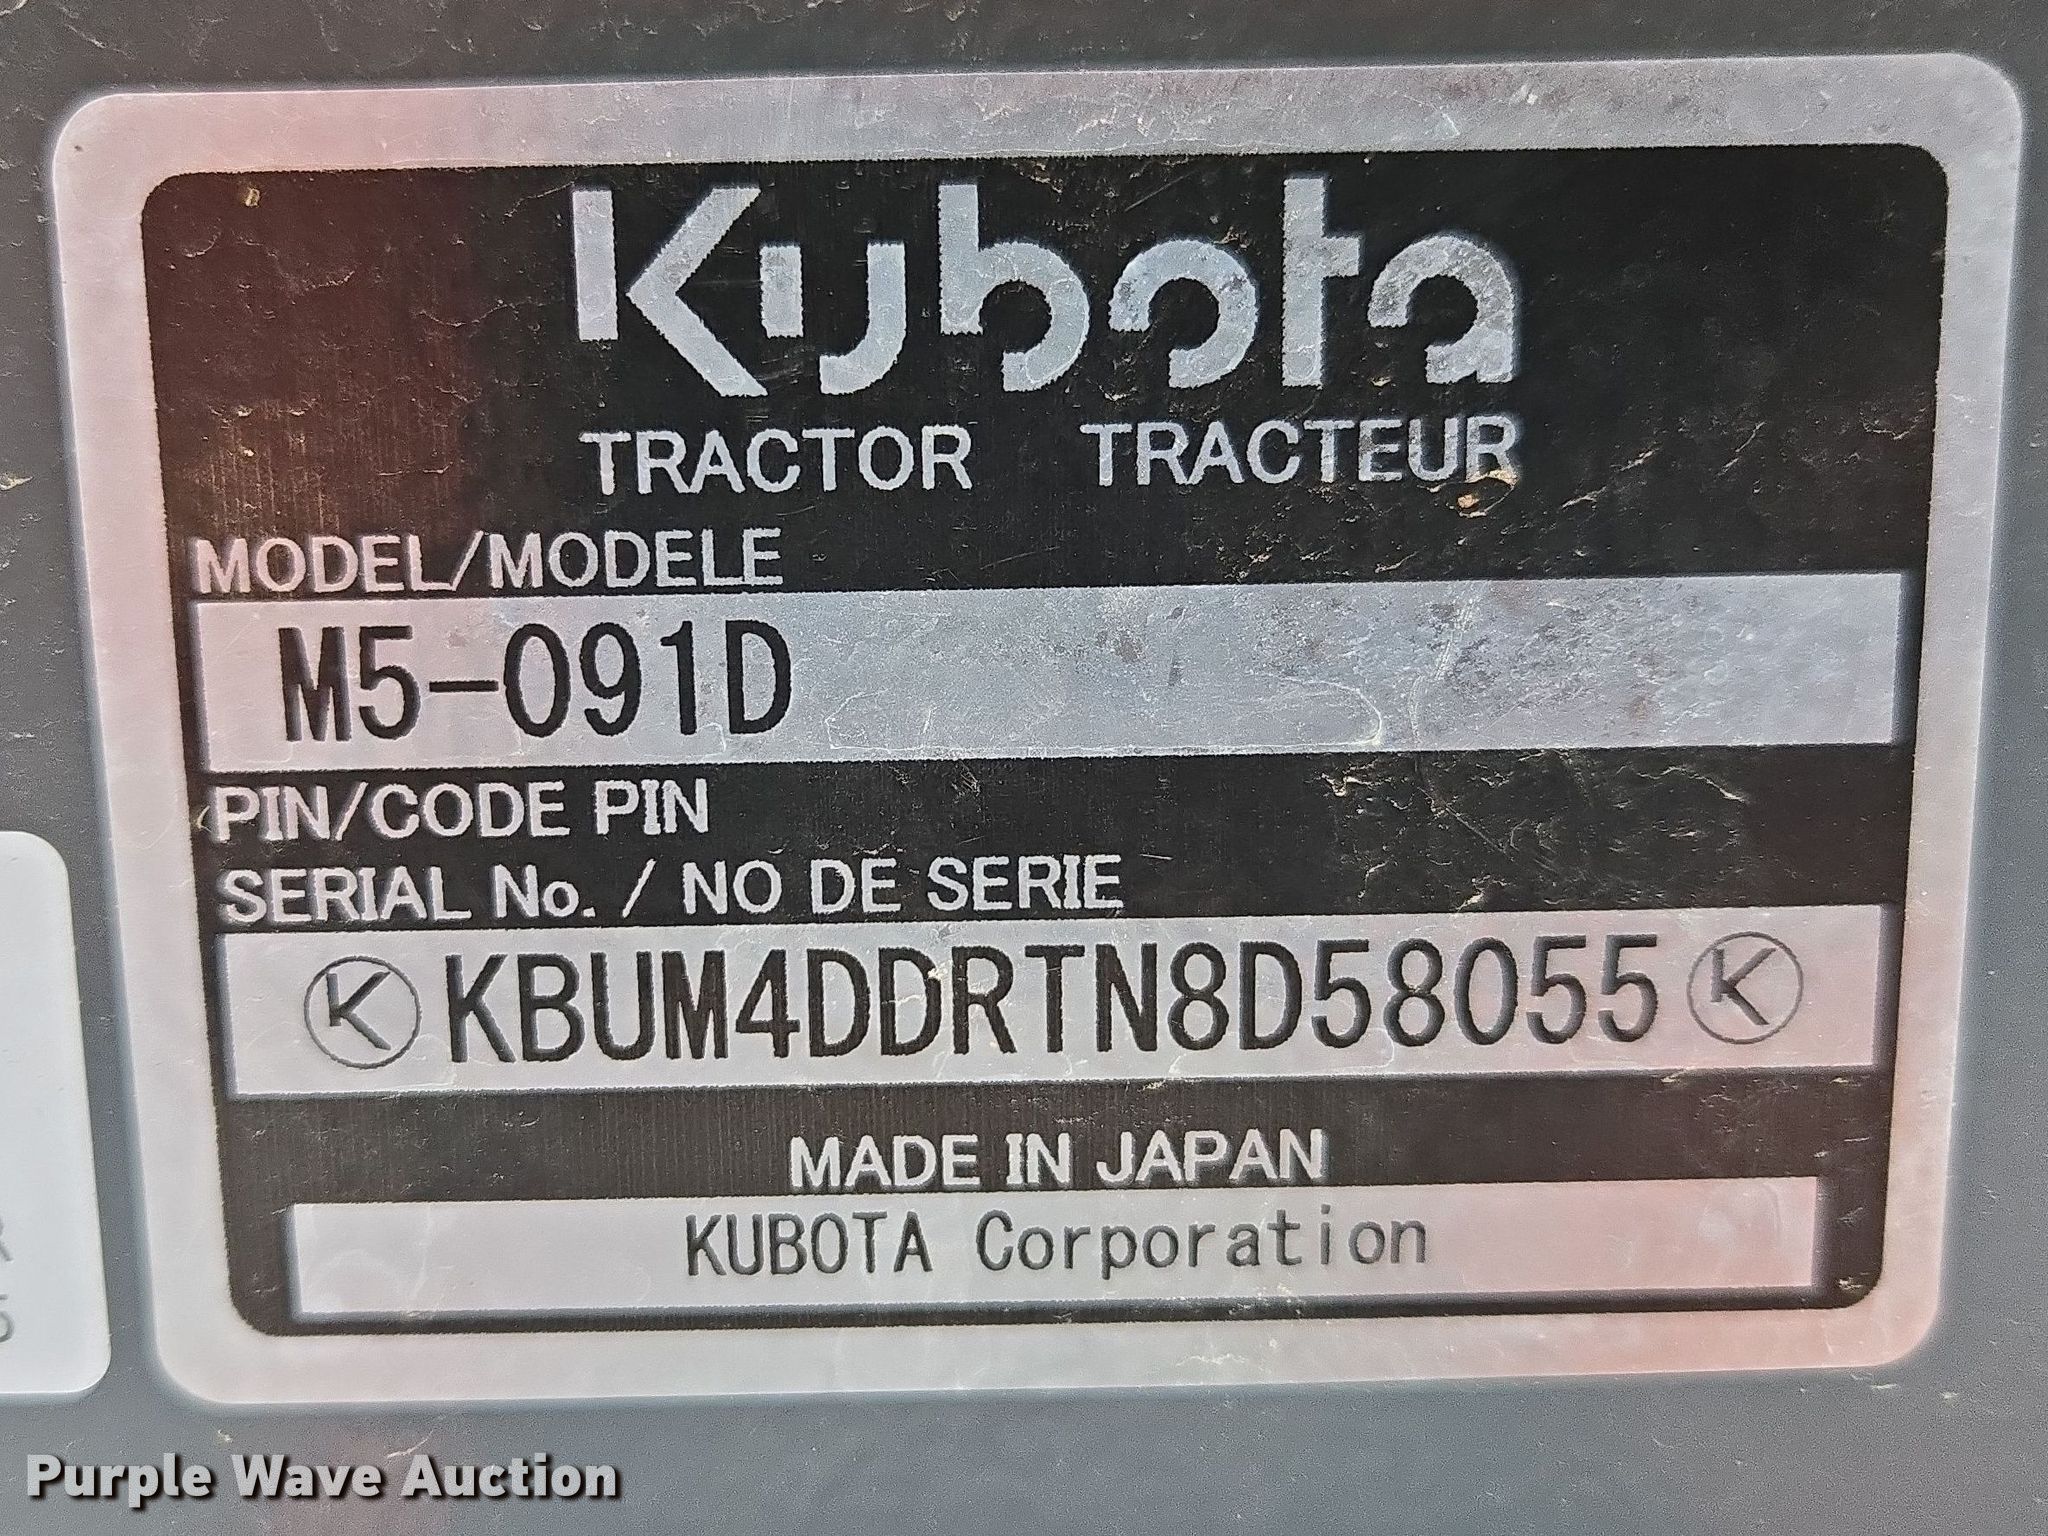 Kubota
TRACTOR TRACTEUR
MODEL/MODELE
M5-091D
PIN/CODE PIN
SERIAL No. / NO DE SERIE
K KBUM4DDRTN8D58055 K
MADE IN JAPAN
KUBOTA Corporation
Purple Wave Auction